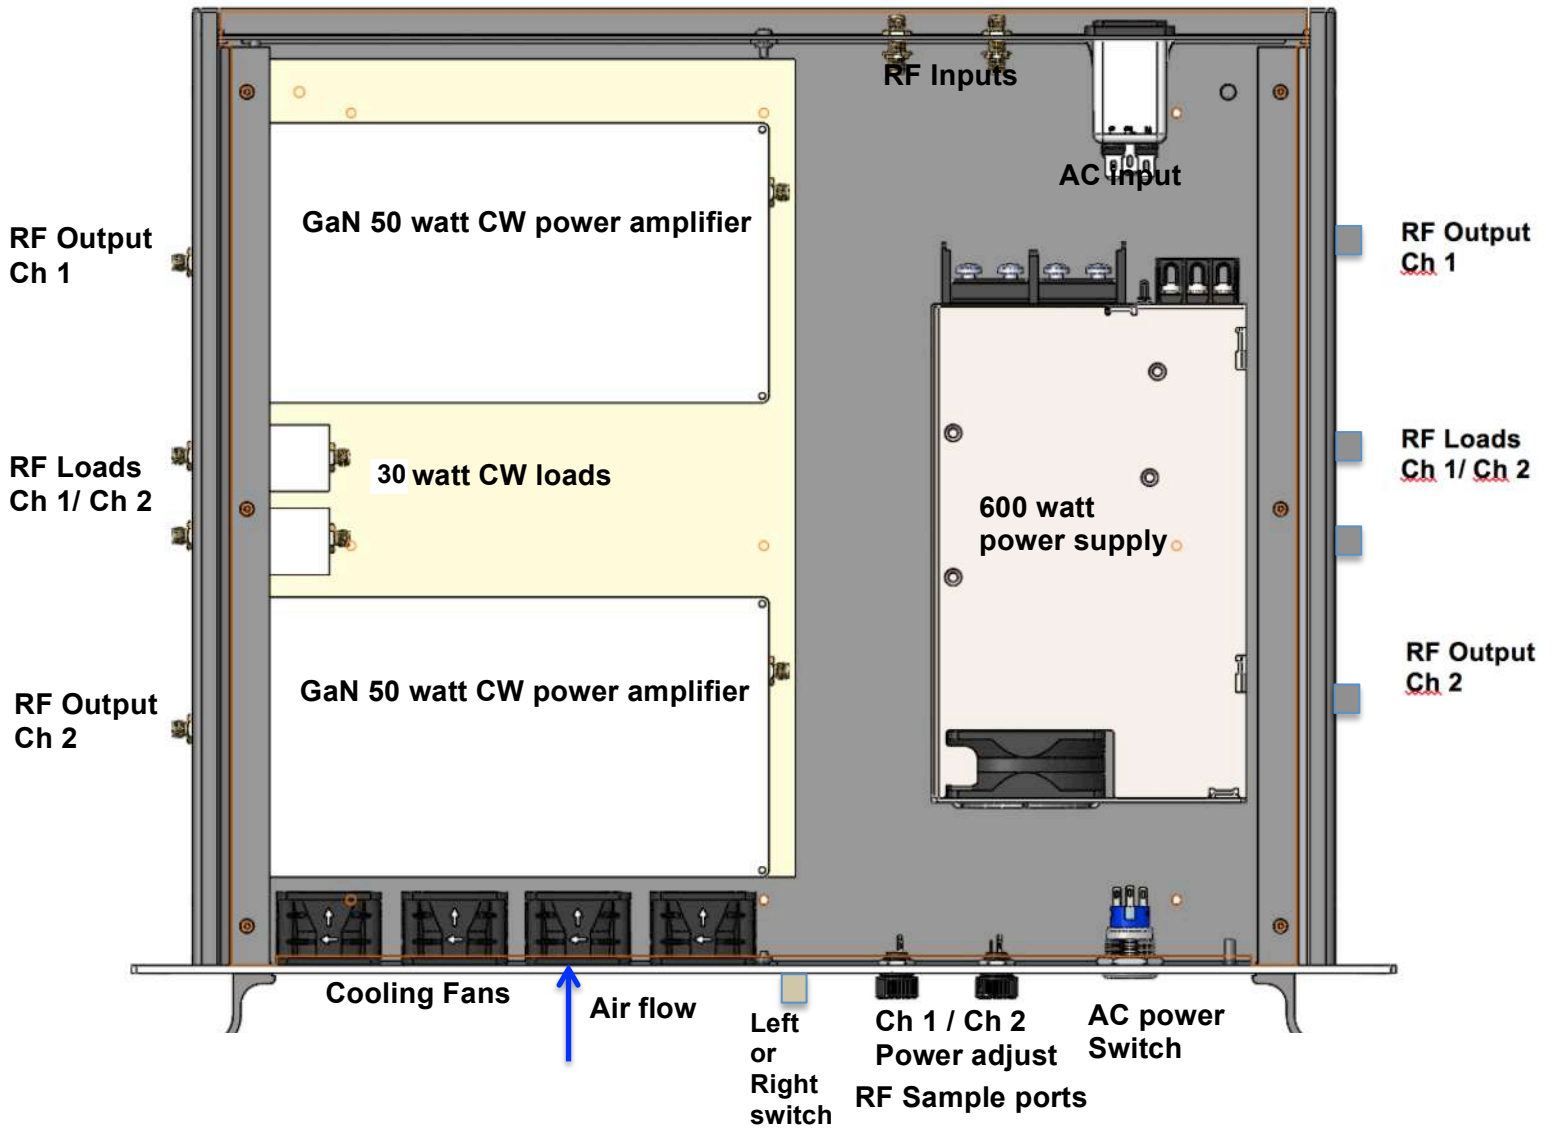 RF Inputs
AC input
GaN 50 watt CW power amplifier
RF Output
Ch 1
RF Output
Ch 1
RF Loads
Ch 1/ Ch 2
30 watt CW loads
RF Loads
Ch 1/ Ch 2
600 watt
power supply
GaN 50 watt CW power amplifier
RF Output
Ch 2
RF Output
Ch 2
Cooling Fans
Air flow
Left
or
Right
switch
Ch 1 / Ch 2
Power adjust
AC power
Switch
RF Sample ports